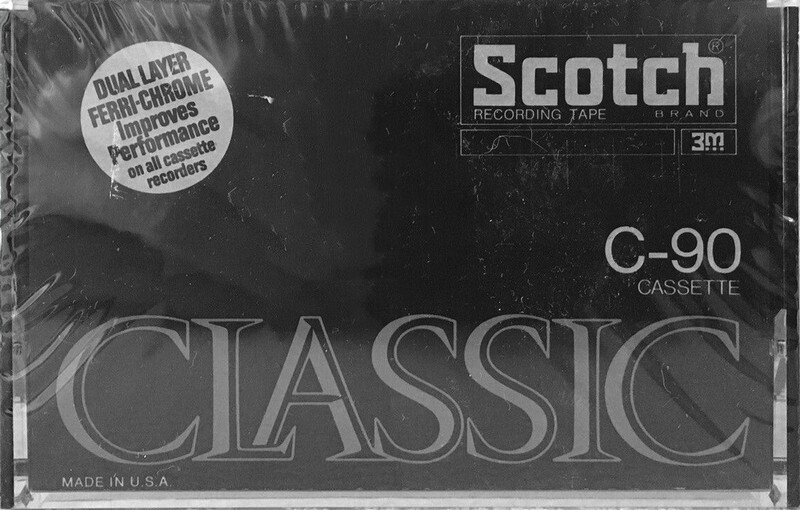 DUAL LAYER
FERRI-CHROME
Improves
Performance
on all cassette
recorders
Scotch®
RECORDING TAPE BRAND
3M
C-90
CASSETTE
CLASSIC
MADE IN U.S.A.